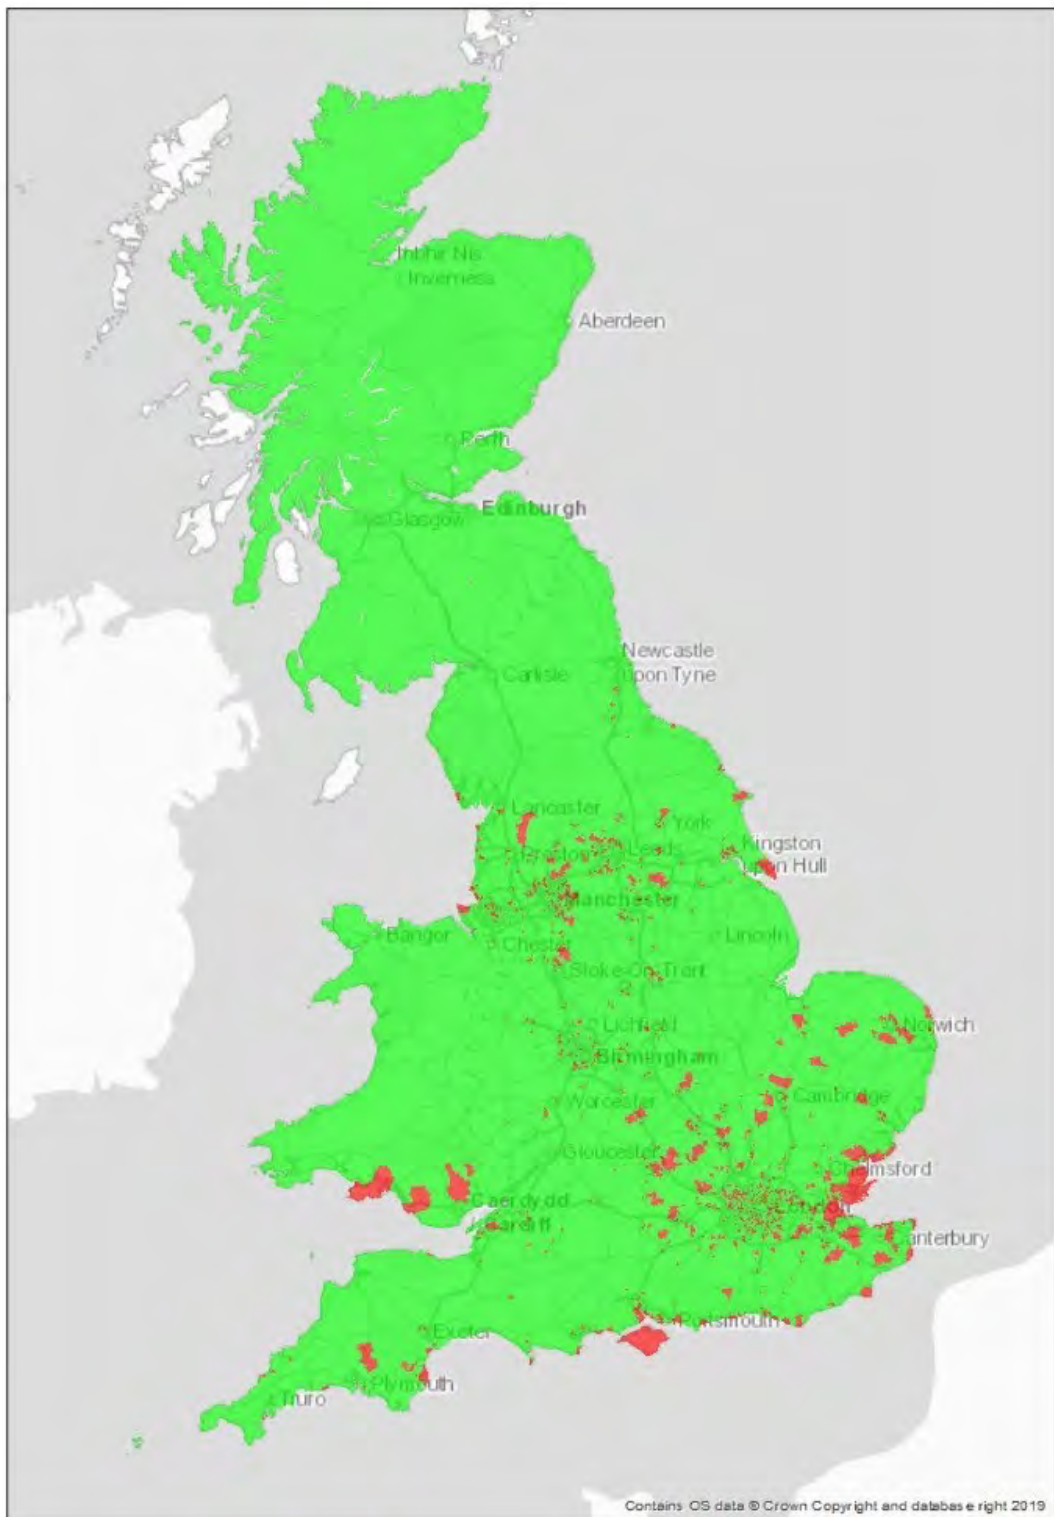 Inbhir Nis
Inverness
Aberdeen
Perth
Edinburgh
Glasgow
Newcastle
upon Tyne
Carlisle
Lancaster
York
Kingston
upon Hull
Leeds
Preston
Manchester
Bangor
Chester
Lincoln
Stoke-On-Trent
Lichfield
Norwich
Birmingham
Worcester
Cambridge
Gloucester
Chelmsford
Caerdydd
/ Cardiff
London
Canterbury
Portsmouth
Exeter
Plymouth
Truro
Contains OS data © Crown Copyright and database right 2019